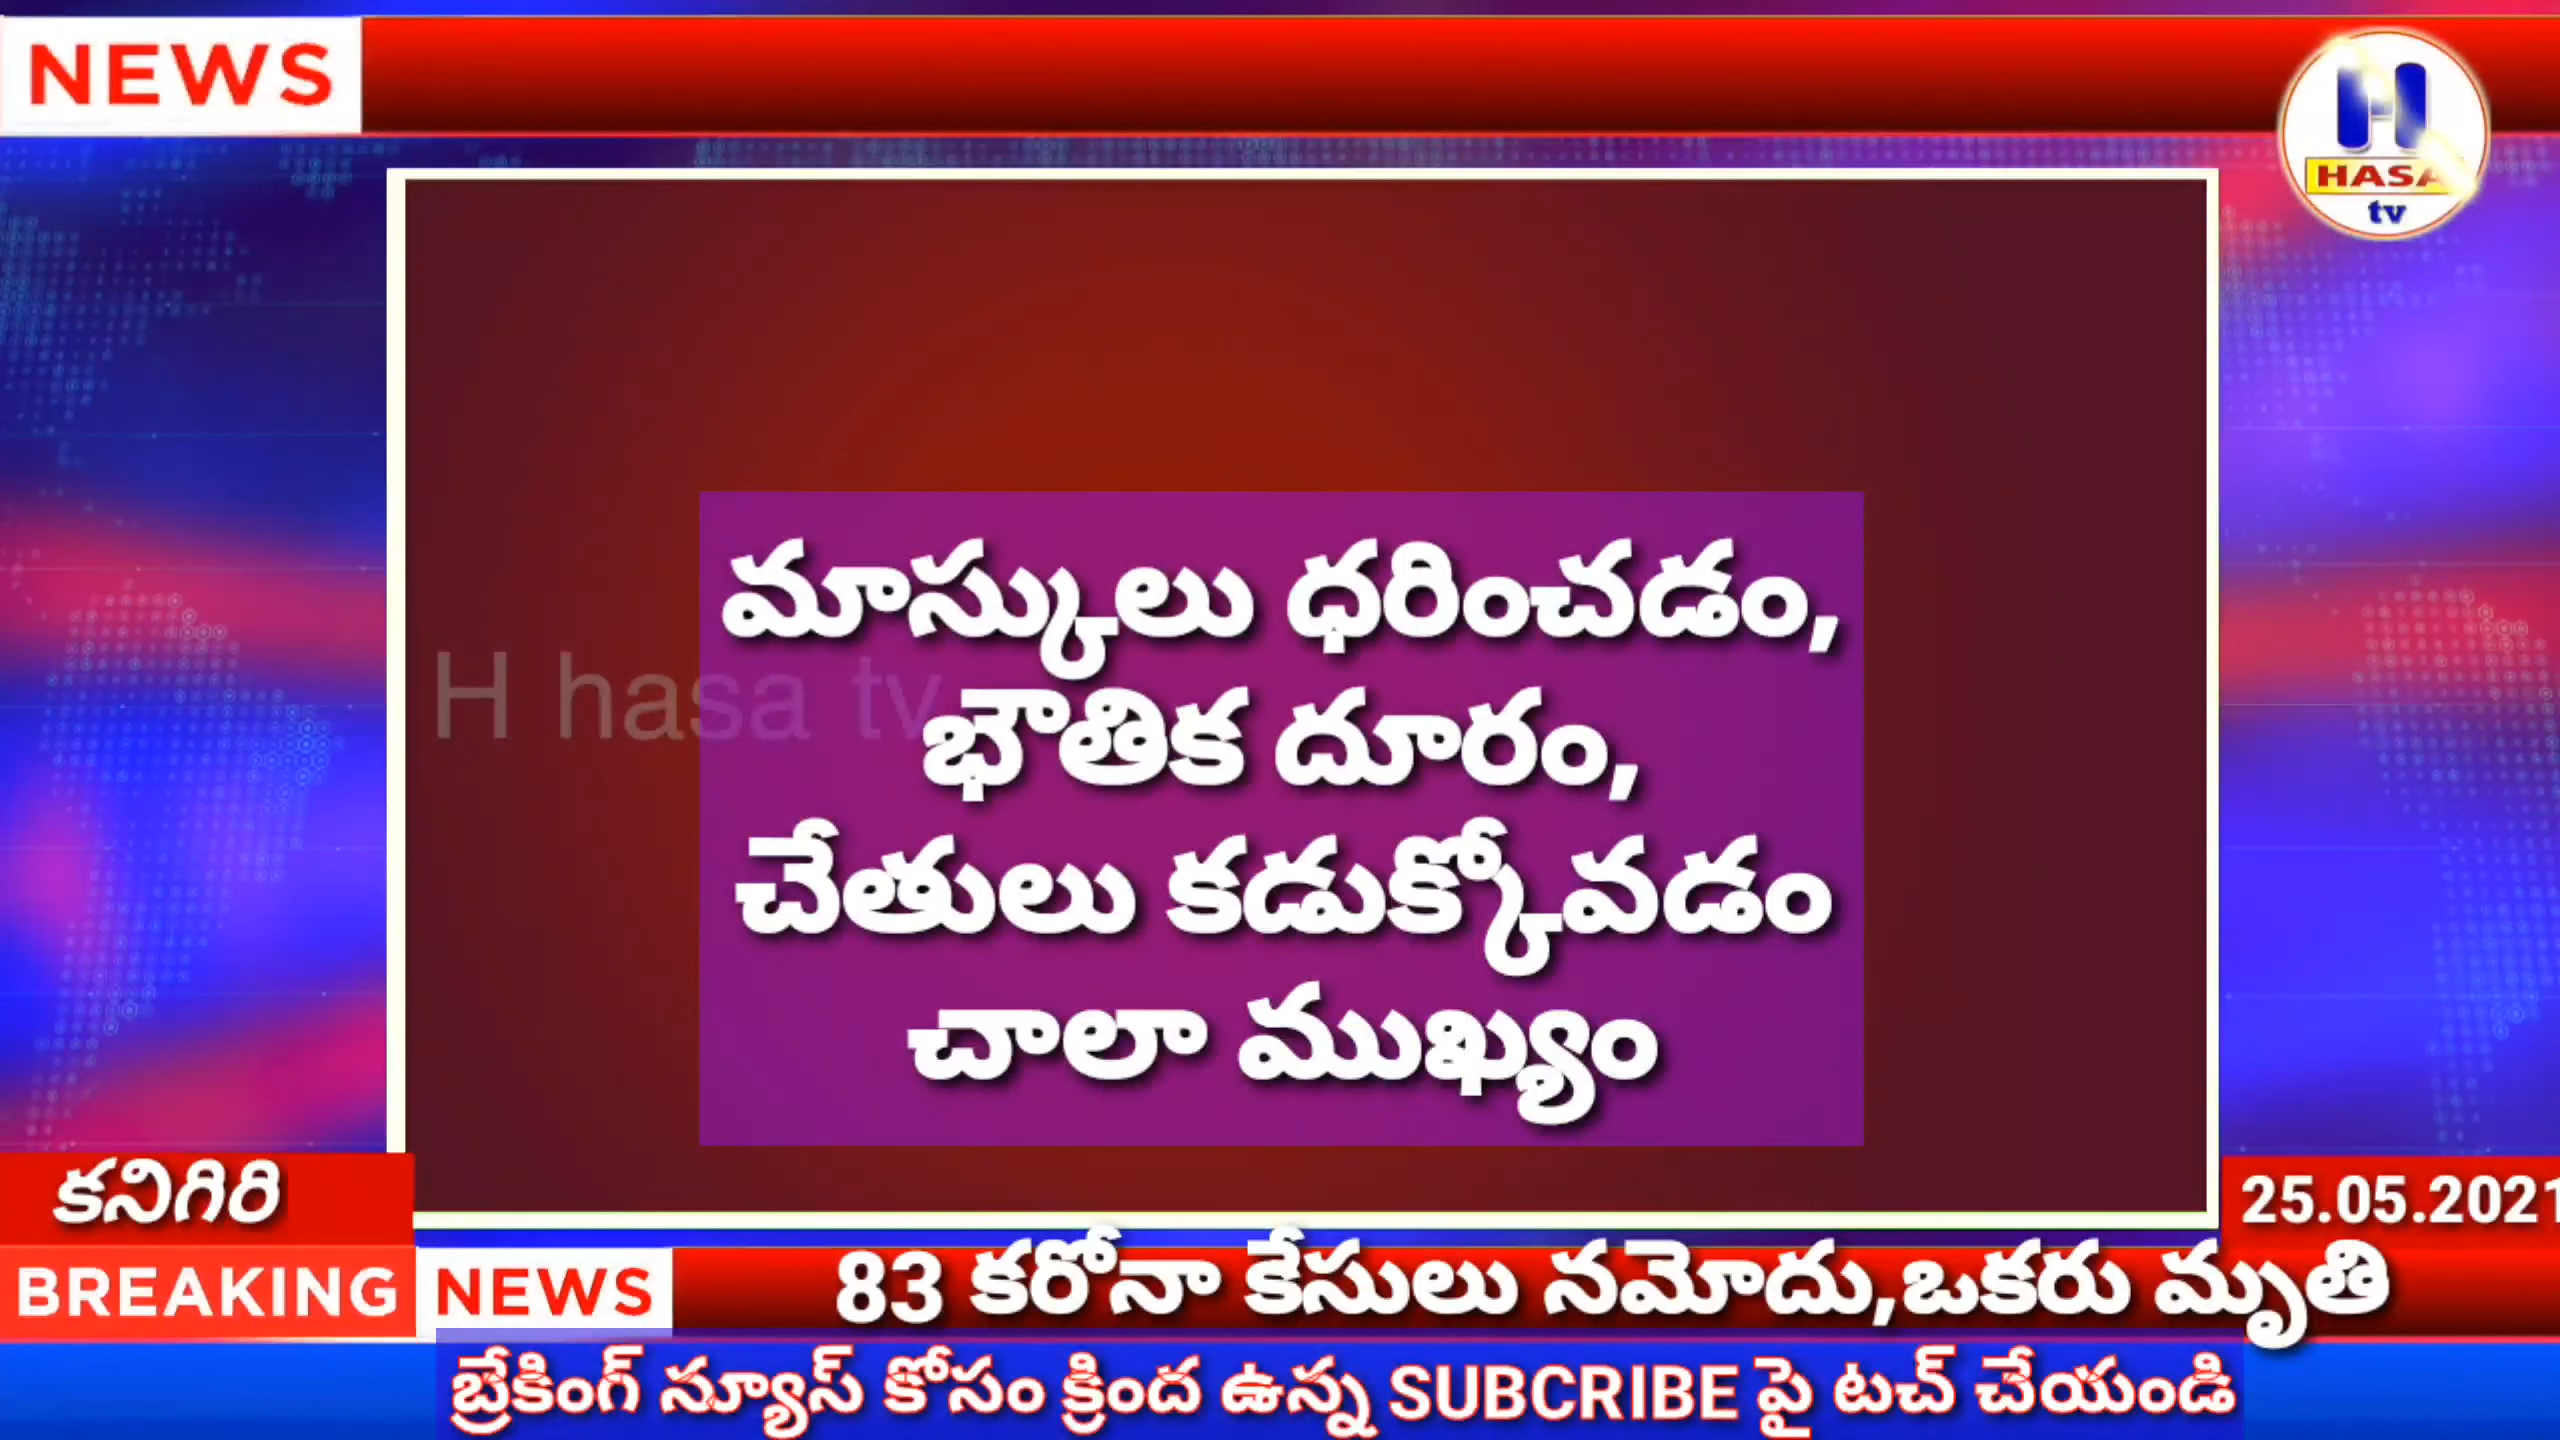 NEWS
H
HASA
tv
మాస్కులు ధరించడం,
H hasa tv
భౌతిక దూరం,
చేతులు కడుక్కోవడం
చాలా ముఖ్యం
కనిగిరి
25.05.2021
BREAKING NEWS
83 కరోనా కేసులు నమోదు,ఒకరు మృతి
బ్రేకింగ్ న్యూస్ కోసం క్రింద ఉన్న SUBCRIBE పై టచ్ చేయండి